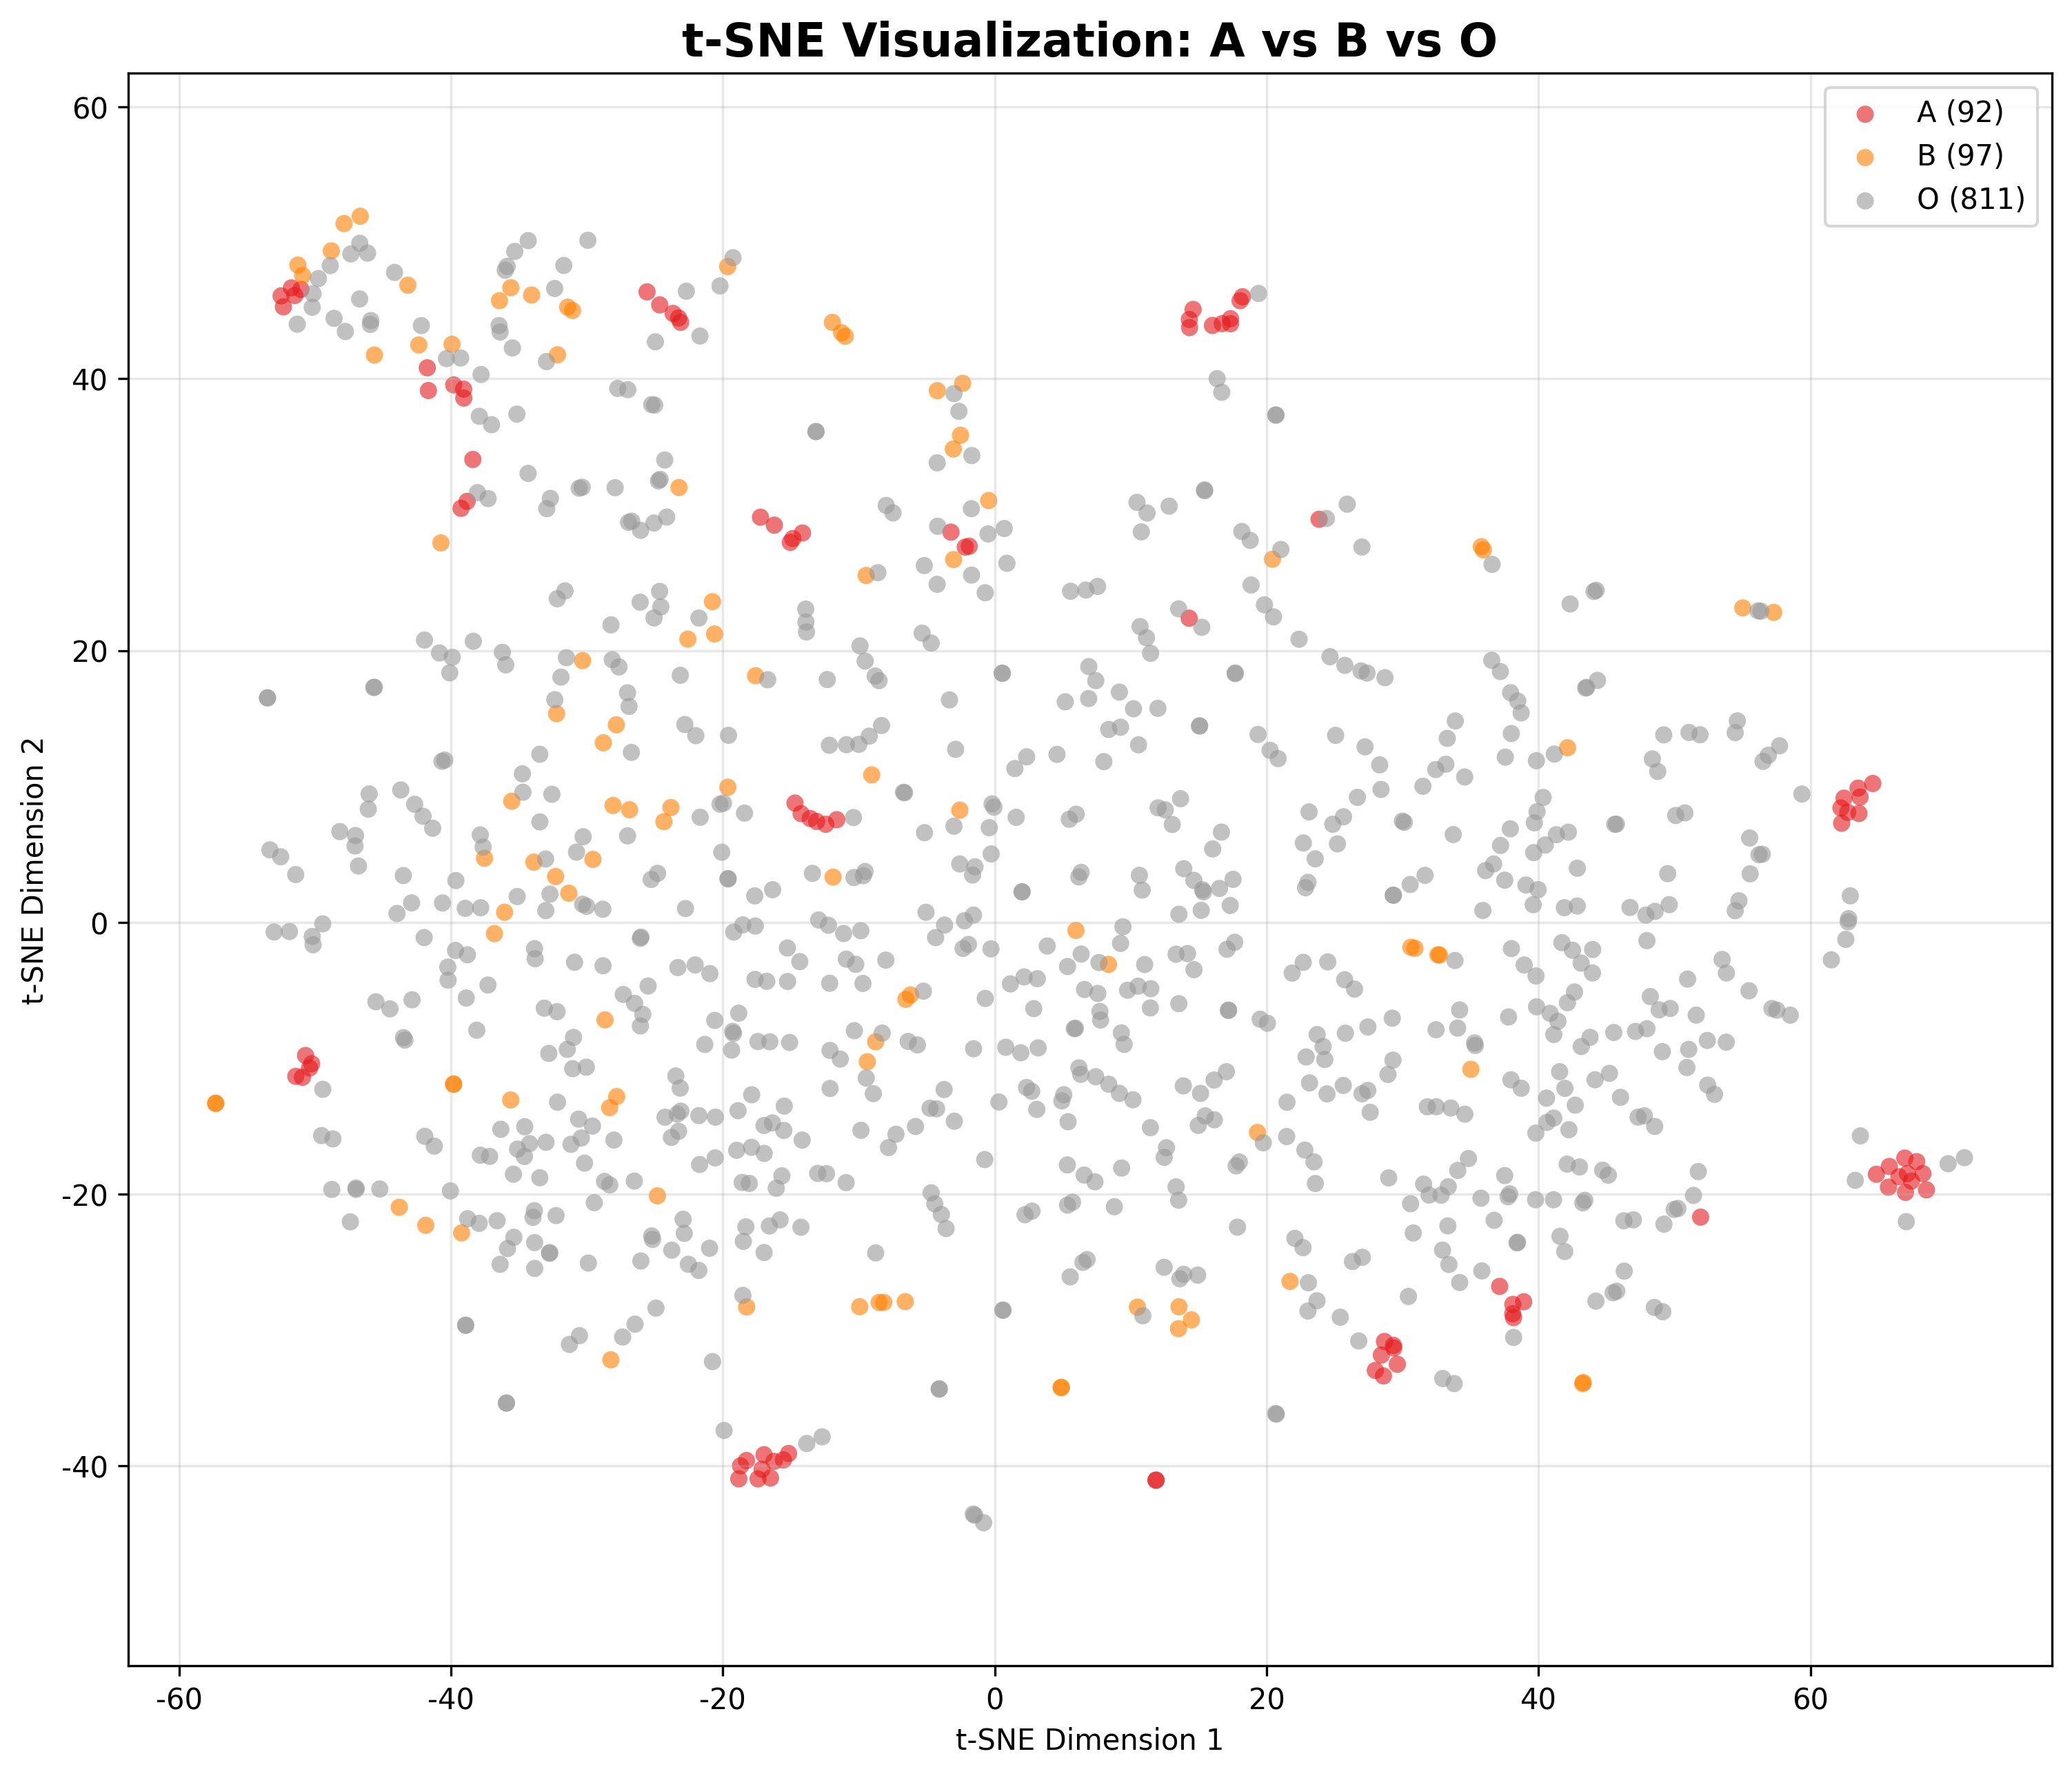 t-SNE Visualization: A vs B vs O
A (92)
B (97)
O (811)
t-SNE Dimension 2
60
40
20
0
-20
-40
-60
-40
-20
0
20
40
60
t-SNE Dimension 1